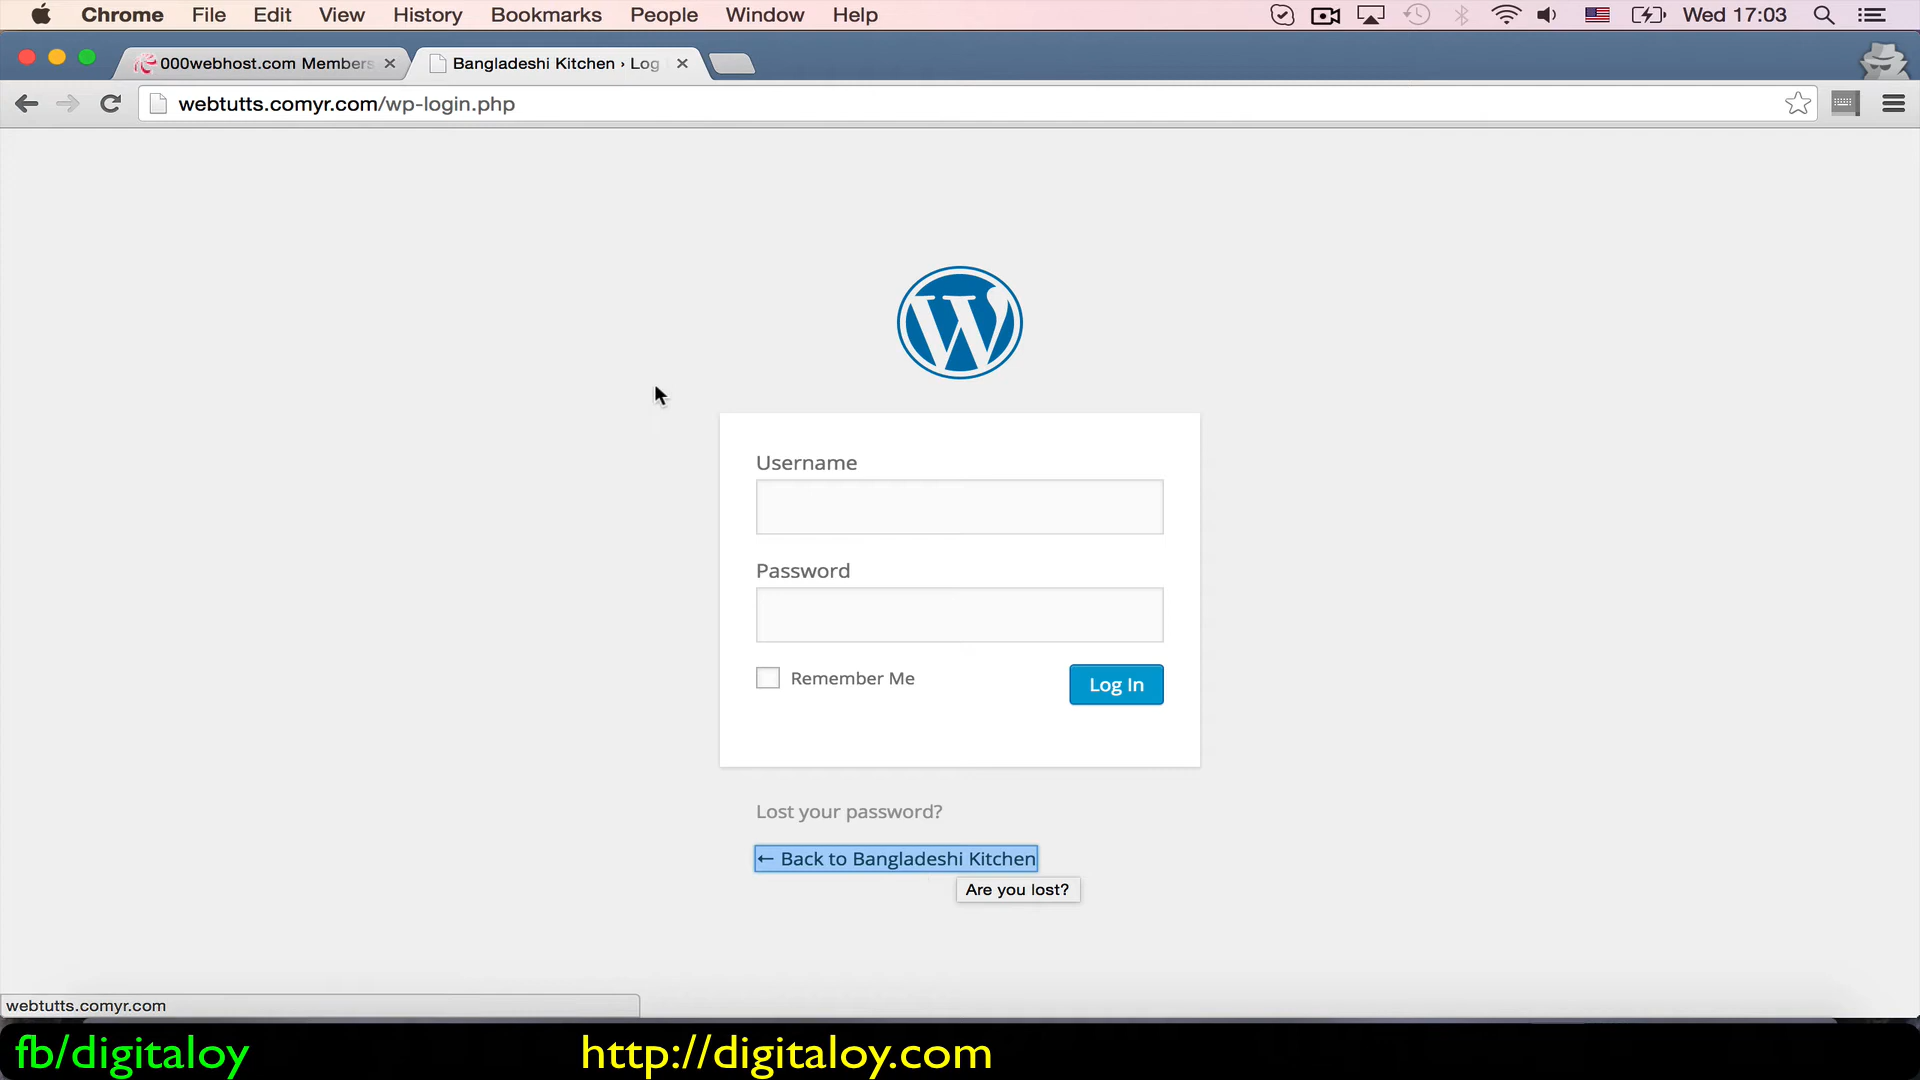 Chrome File Edit View History Bookmarks People Window Help Wed 17:03
000webhost.com Members Bangladeshi Kitchen › Log
webtutts.comyr.com/wp-login.php
Username
Password
Remember Me Log In
Lost your password?
← Back to Bangladeshi Kitchen
Are you lost?
webtutts.comyr.com
fb/digitaloy http://digitaloy.com